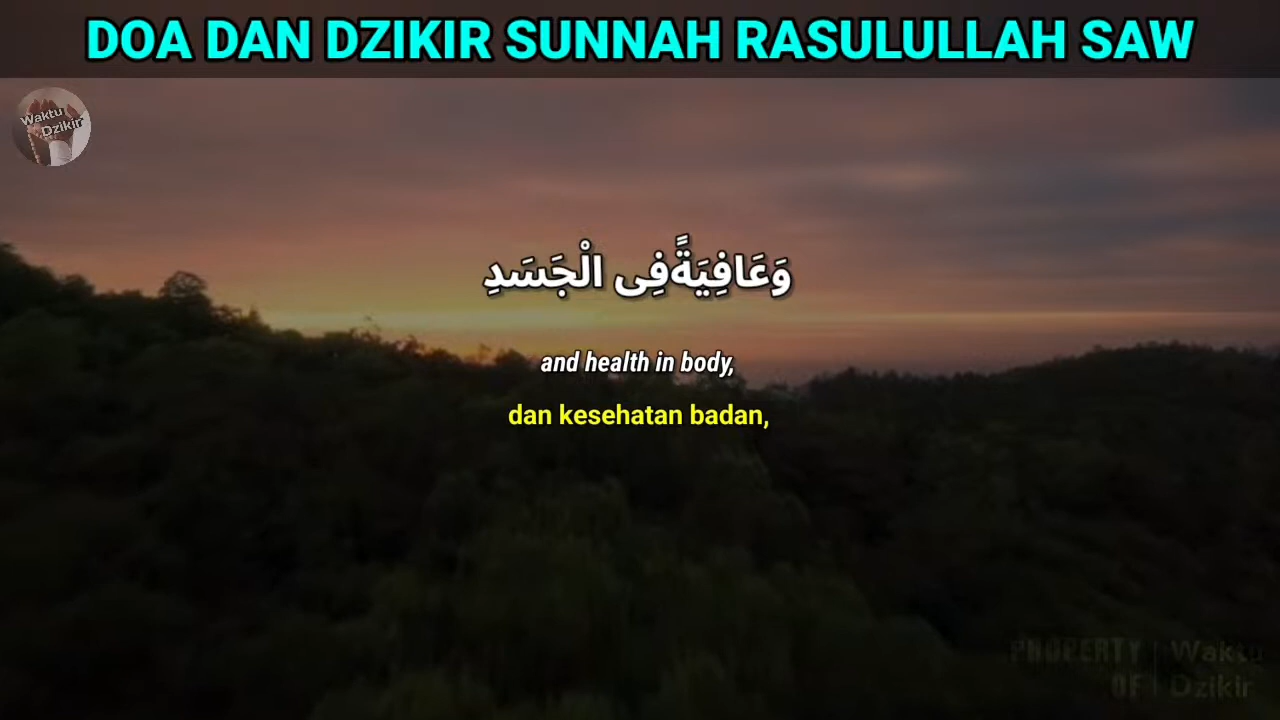 DOA DAN DZIKIR SUNNAH RASULULLAH SAW
Waktu
Dzikir
وَعَافِيَةًفِى الْجَسَدِ
and health in body,
dan kesehatan badan,
PROPERTY | Waktu
OF | Dzikir